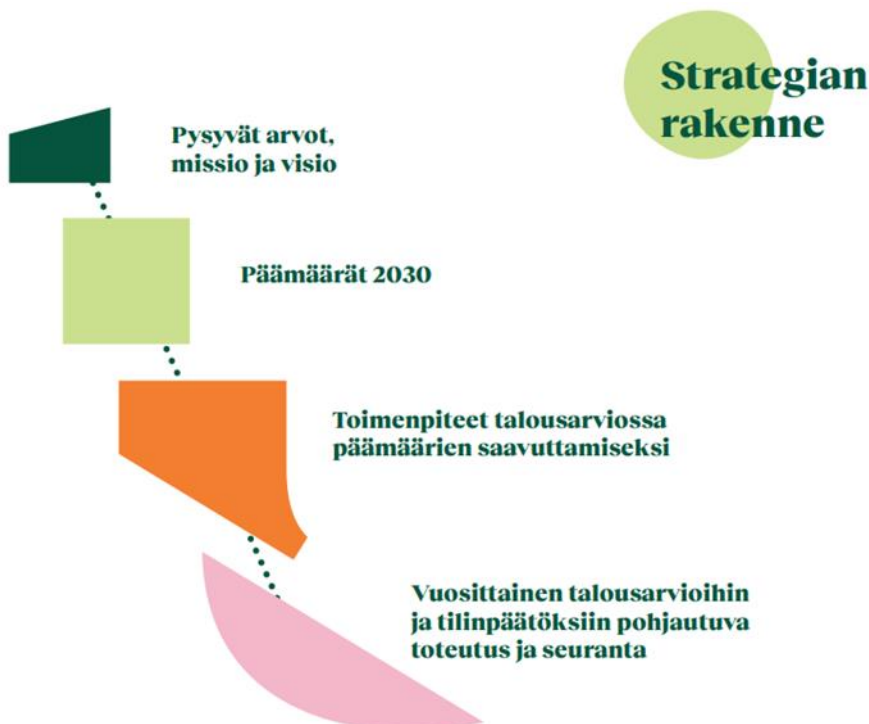 Strategian
rakenne
Pysyvät arvot,
missio ja visio
Päämäärät 2030
Toimenpiteet talousarviossa
päämäärien saavuttamiseksi
Vuosittainen talousarvioihin
ja tilinpäätöksiin pohjautuva
toteutus ja seuranta